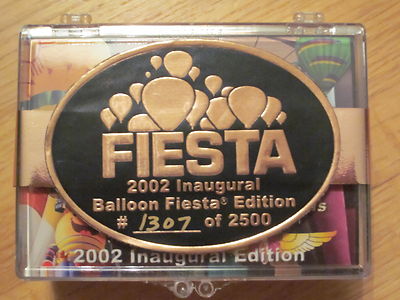 FIESTA
2002 Inaugural
Balloon Fiesta® Edition
# 1307 of 2500
2002 Inaugural Edition